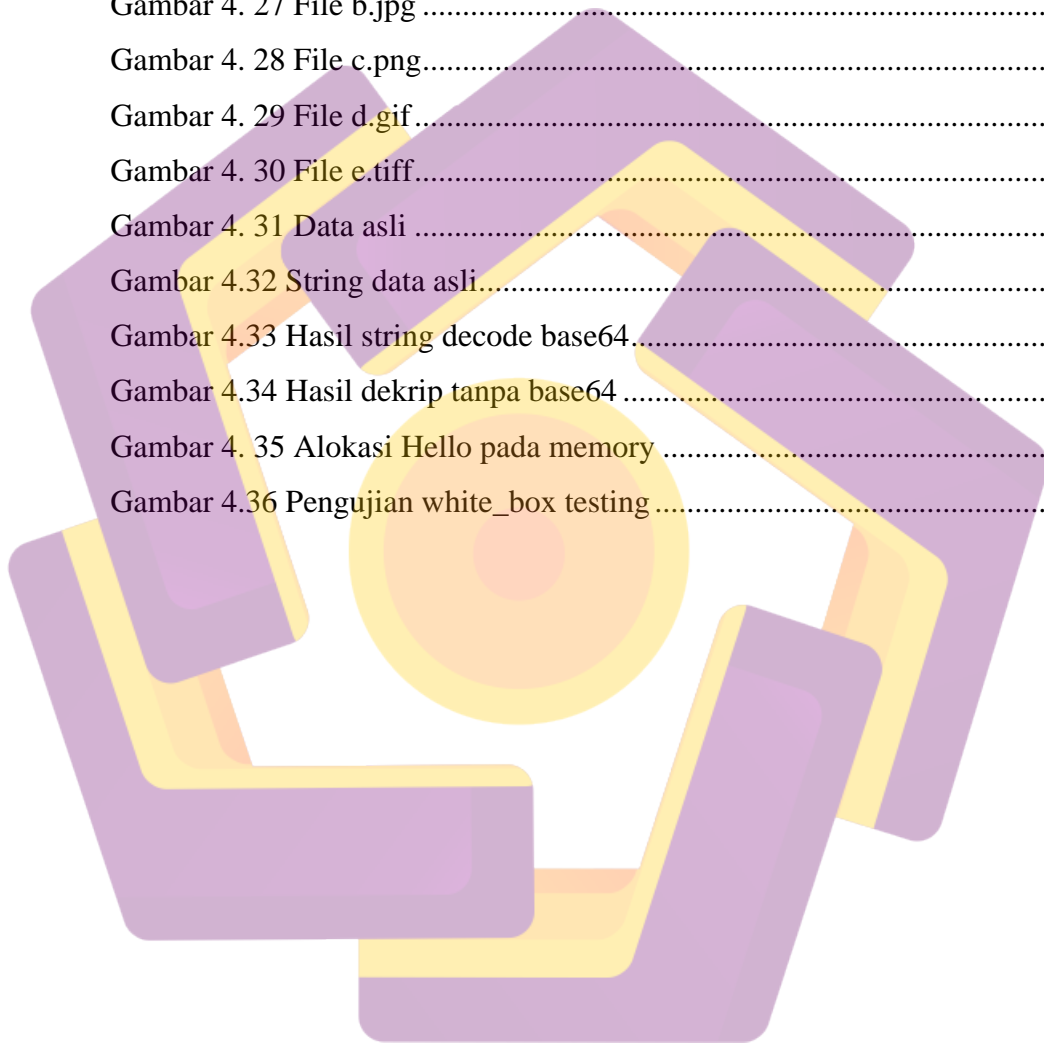 Gambar 4. 27 File b.jpg ........................................................................
Gambar 4. 28 File c.png........................................................................
Gambar 4. 29 File d.gif........................................................................
Gambar 4. 30 File e.tiff........................................................................
Gambar 4. 31 Data asli ........................................................................
Gambar 4.32 String data asli................................................................
Gambar 4.33 Hasil string decode base64................................................
Gambar 4.34 Hasil dekrip tanpa base64 .................................................
Gambar 4. 35 Alokasi Hello pada memory ............................................
Gambar 4.36 Pengujian white_box testing .............................................